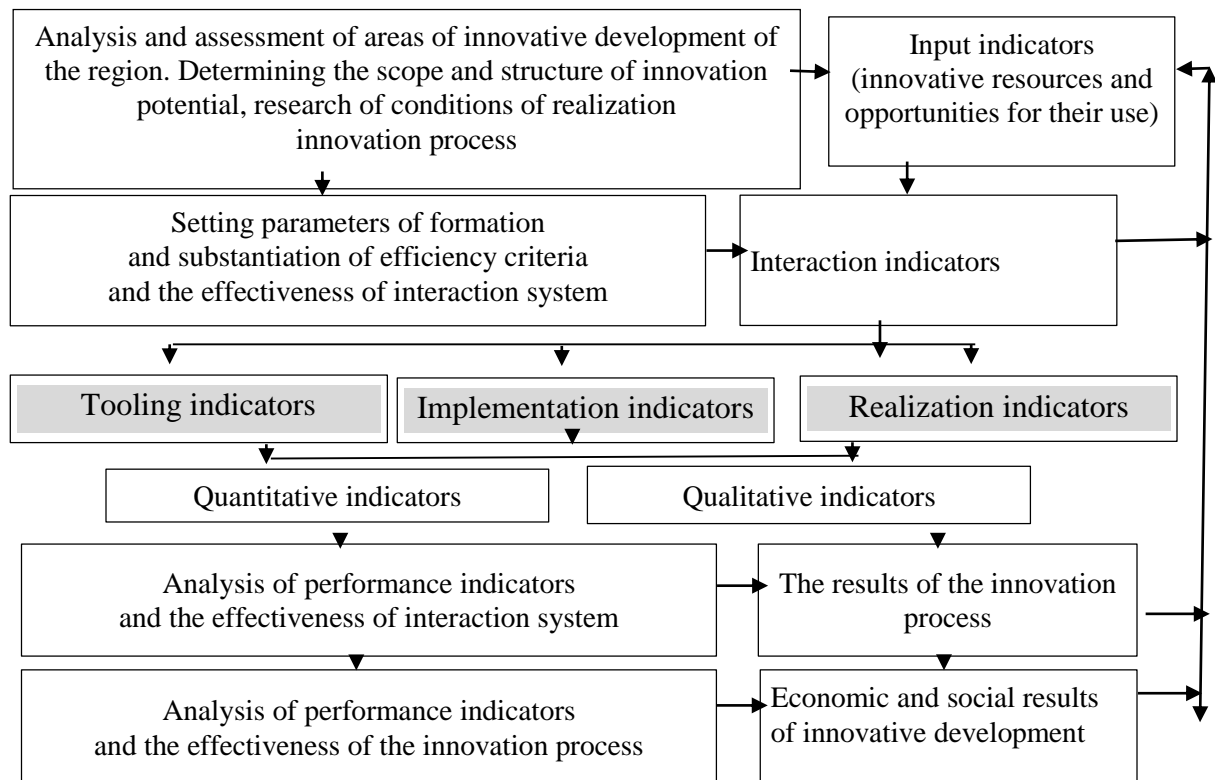 Analysis and assessment of areas of innovative development of
the region. Determining the scope and structure of innovation
potential, research of conditions of realization
innovation process
Input indicators
(innovative resources and
opportunities for their use)
Setting parameters of formation
and substantiation of efficiency criteria
and the effectiveness of interaction system
Interaction indicators
Tooling indicators
Implementation indicators
Realization indicators
Quantitative indicators
Qualitative indicators
Analysis of performance indicators
and the effectiveness of interaction system
The results of the innovation
process
Analysis of performance indicators
and the effectiveness of the innovation process
Economic and social results
of innovative development